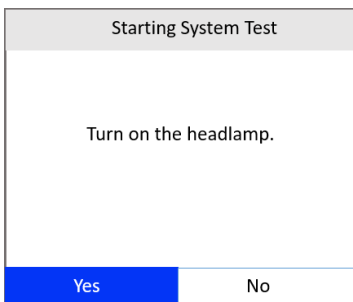 Starting System Test
Turn on the headlamp.
Yes No